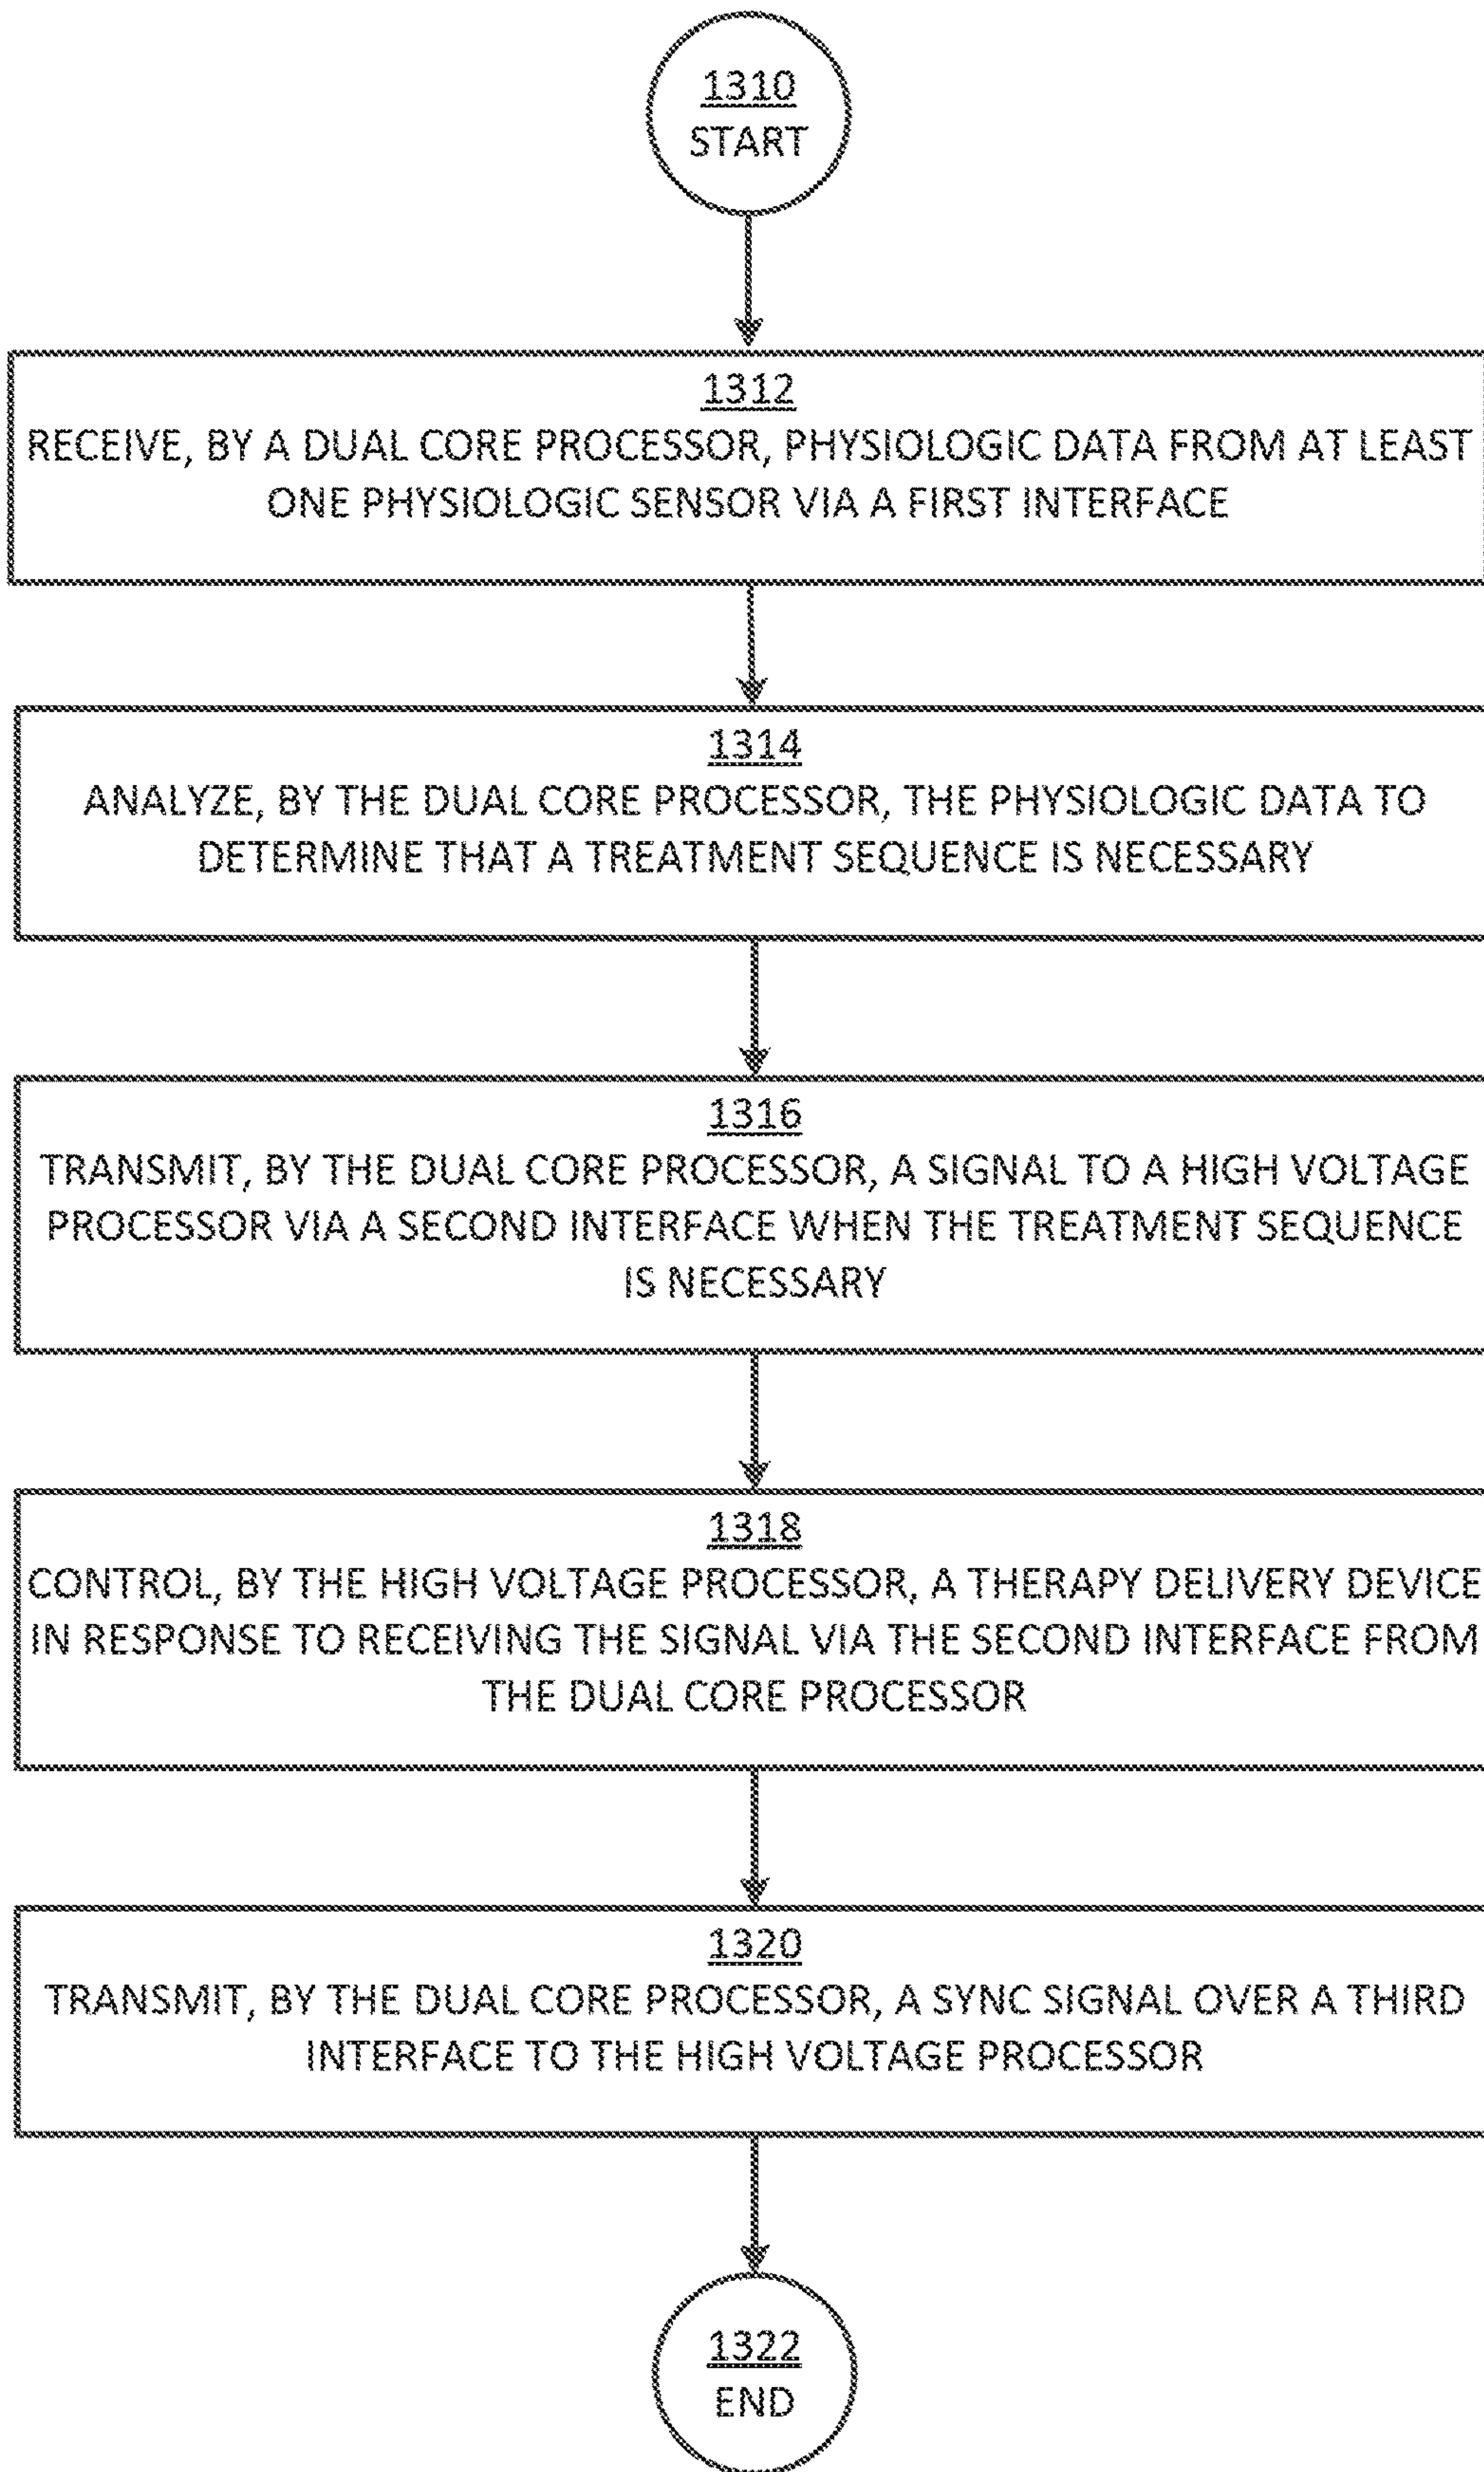 1310
START
1312
RECEIVE, BY A DUAL CORE PROCESSOR, PHYSIOLOGIC DATA FROM AT LEAST
ONE PHYSIOLOGIC SENSOR VIA A FIRST INTERFACE
1314
ANALYZE, BY THE DUAL CORE PROCESSOR, THE PHYSIOLOGIC DATA TO
DETERMINE THAT A TREATMENT SEQUENCE IS NECESSARY
1316
TRANSMIT, BY THE DUAL CORE PROCESSOR, A SIGNAL TO A HIGH VOLTAGE
PROCESSOR VIA A SECOND INTERFACE WHEN THE TREATMENT SEQUENCE
IS NECESSARY
1318
CONTROL, BY THE HIGH VOLTAGE PROCESSOR, A THERAPY DELIVERY DEVICE
IN RESPONSE TO RECEIVING THE SIGNAL VIA THE SECOND INTERFACE FROM
THE DUAL CORE PROCESSOR
1320
TRANSMIT, BY THE DUAL CORE PROCESSOR, A SYNC SIGNAL OVER A THIRD
INTERFACE TO THE HIGH VOLTAGE PROCESSOR
1322
END